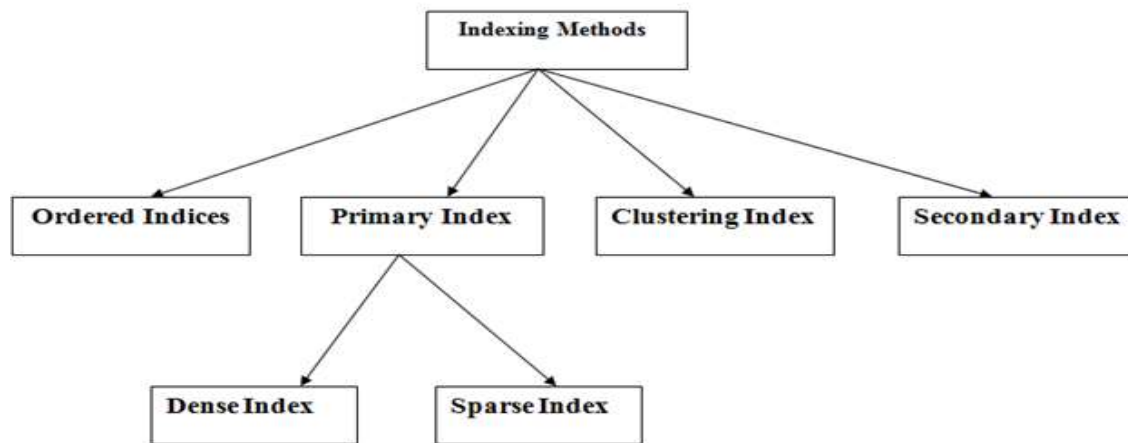 Indexing Methods
Ordered Indices
Primary Index
Clustering Index
Secondary Index
Dense Index
Sparse Index